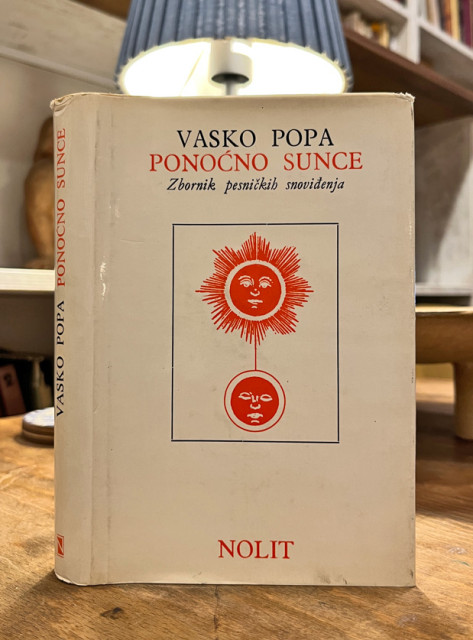 VASKO POPA
PONOĆNO SUNCE
Zbornik pesničkih snoviđenja
NOLIT
VASKO POPA PONOĆNO SUNCE
N